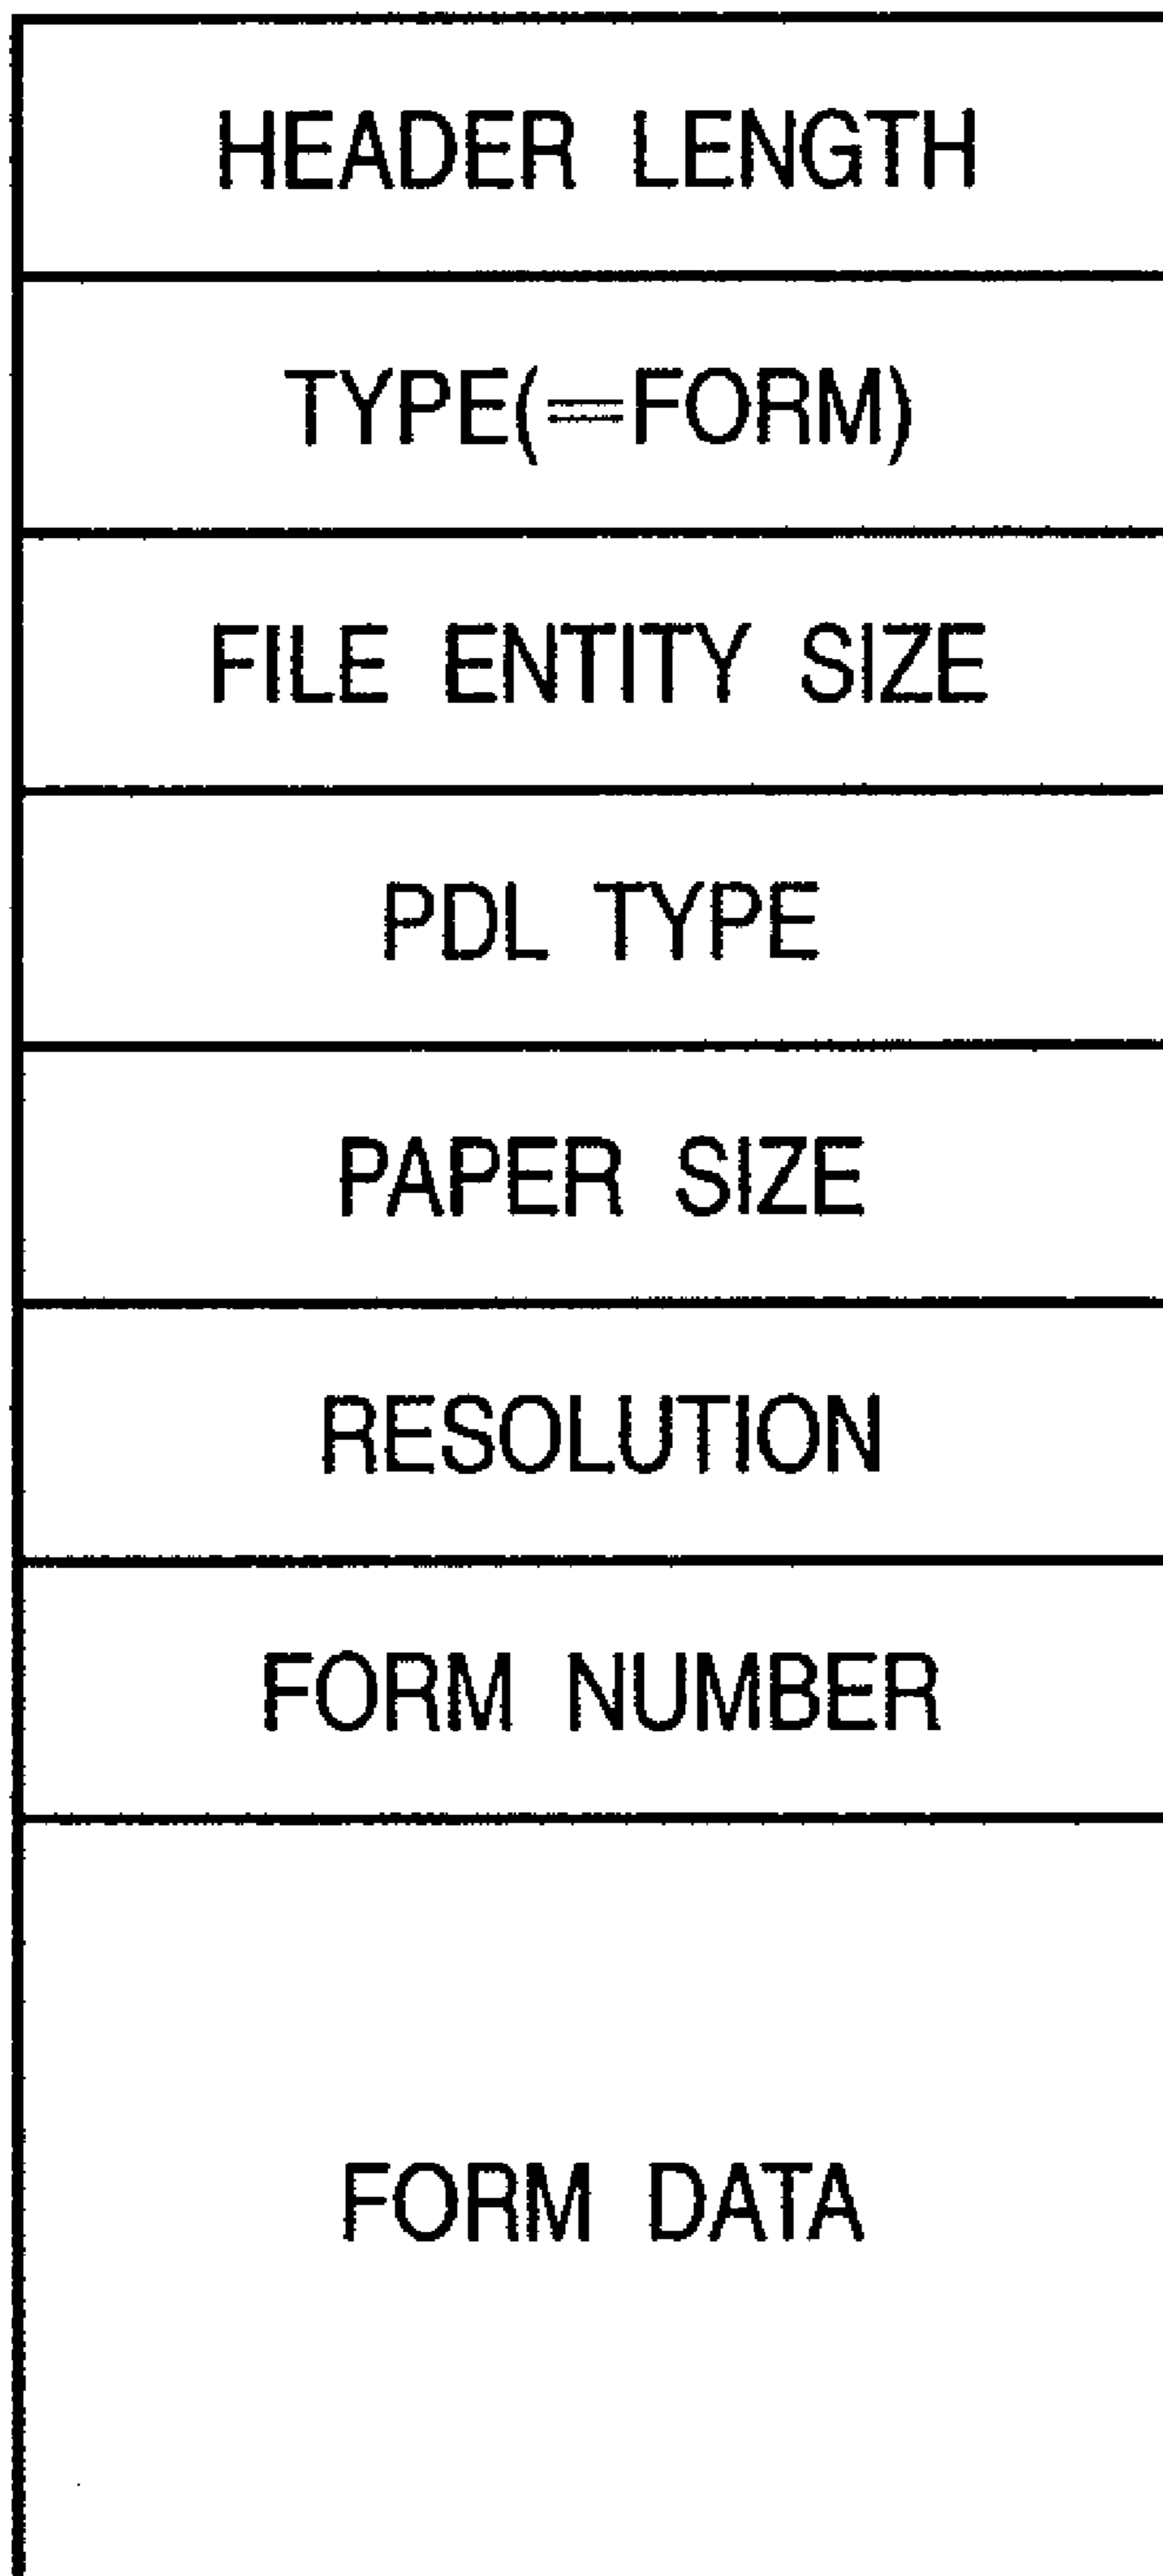 HEADER LENGTH
TYPE(=FORM)
FILE ENTITY SIZE
PDL TYPE
PAPER SIZE
RESOLUTION
FORM NUMBER
FORM DATA